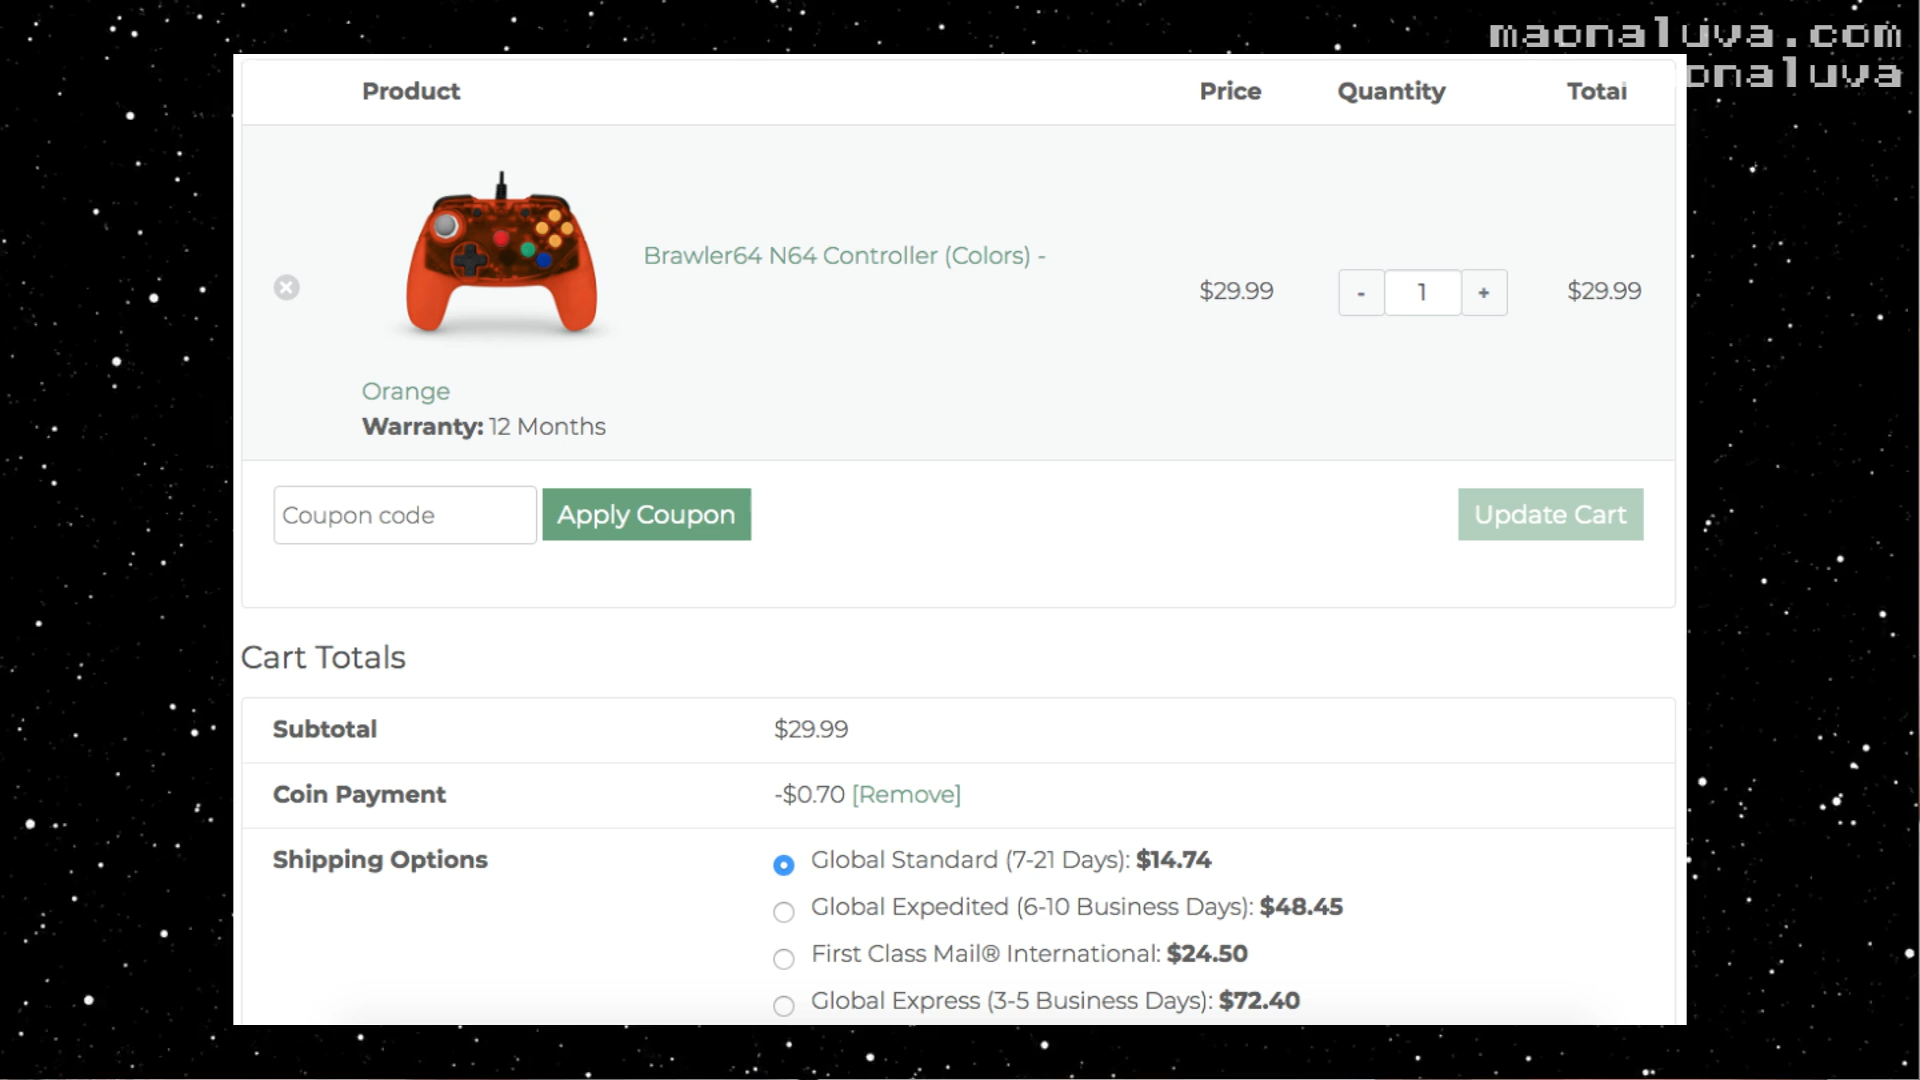 maonaluva.com
onaluva
Product Price Quantity Total
Brawler64 N64 Controller (Colors) -
$29.99 - 1 + $29.99
Orange
Warranty: 12 Months
Coupon code Apply Coupon Update Cart
Cart Totals
Subtotal $29.99
Coin Payment -$0.70 [Remove]
Shipping Options Global Standard (7-21 Days): $14.74
Global Expedited (6-10 Business Days): $48.45
First Class Mail® International: $24.50
Global Express (3-5 Business Days): $72.40